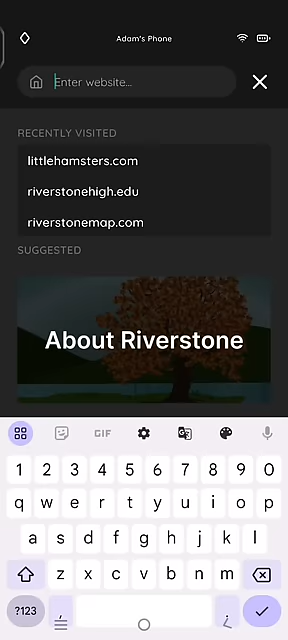 Adam's Phone
Enter website...
RECENTLY VISITED
littlehamsters.com
riverstonehigh.edu
riverstonemap.com
SUGGESTED
About Riverstone
GIF
1 2 3 4 5 6 7 8 9 0
q w e r t y u i o p
a s d f g h j k l
z x c v b n m
?123 , .